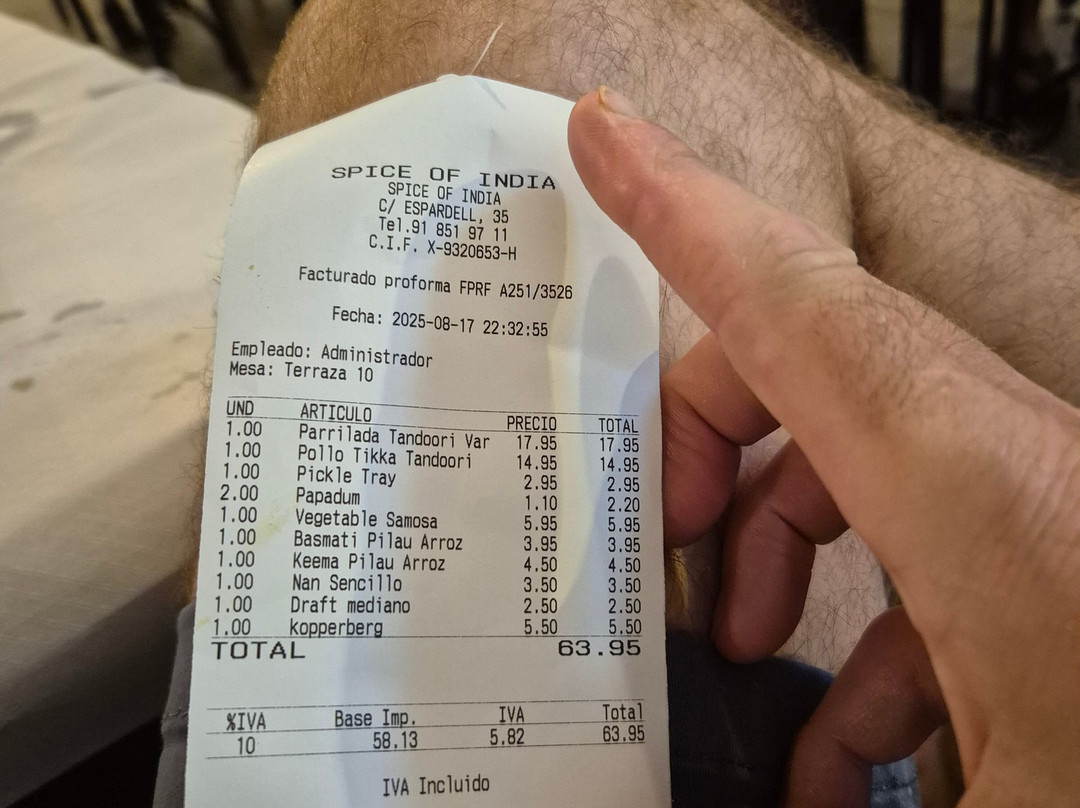 SPICE OF INDIA
SPICE OF INDIA
C/ ESPARDELL, 35
Tel.91 851 97 11
C.I.F. X-9320653-H
Facturado proforma FPRF A251/3526
Fecha: 2025-08-17 22:32:55
Empleado: Administrador
Mesa: Terraza 10
UND ARTICULO PRECIO TOTAL
1.00 Parrilada Tandoori Var 17.95 17.95
1.00 Pollo Tikka Tandoori 14.95 14.95
1.00 Pickle Tray 2.95 2.95
2.00 Papadum 1.10 2.20
1.00 Vegetable Samosa 5.95 5.95
1.00 Basmati Pilau Arroz 3.95 3.95
1.00 Keema Pilau Arroz 4.50 4.50
1.00 Nan Sencillo 3.50 3.50
1.00 Draft mediano 2.50 2.50
1.00 kopperberg 5.50 5.50
TOTAL 63.95
%IVA Base Imp. IVA Total
10 58.13 5.82 63.95
IVA Incluido